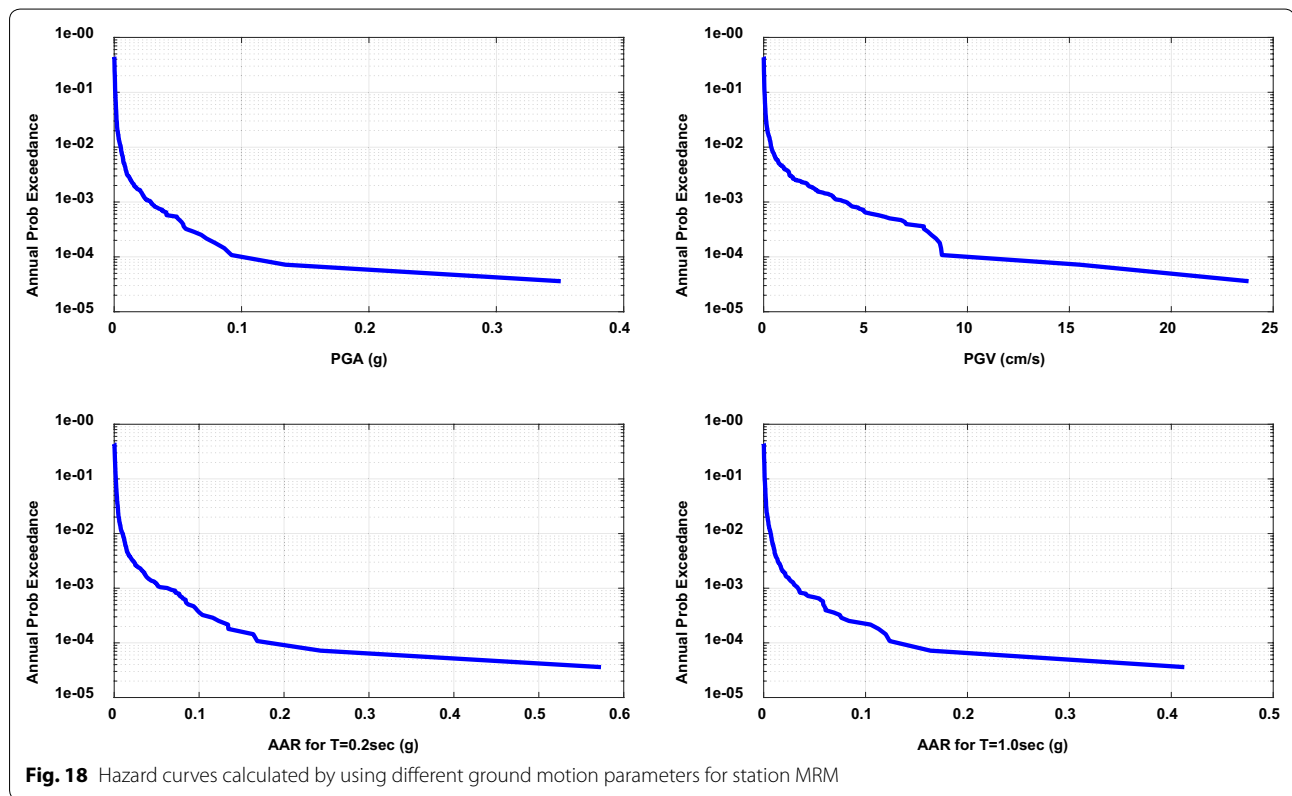 1e-00
1e-01
1e-02
1e-03
1e-04
1e-05
Annual Prob Exceedance
0 0.1 0.2 0.3 0.4
PGA (g)
1e-00
1e-01
1e-02
1e-03
1e-04
1e-05
Annual Prob Exceedance
0 5 10 15 20 25
PGV (cm/s)
1e-00
1e-01
1e-02
1e-03
1e-04
1e-05
Annual Prob Exceedance
0 0.1 0.2 0.3 0.4 0.5 0.6
AAR for T=0.2sec (g)
1e-00
1e-01
1e-02
1e-03
1e-04
1e-05
Annual Prob Exceedance
0 0.1 0.2 0.3 0.4 0.5
AAR for T=1.0sec (g)
Fig. 18 Hazard curves calculated by using different ground motion parameters for station MRM